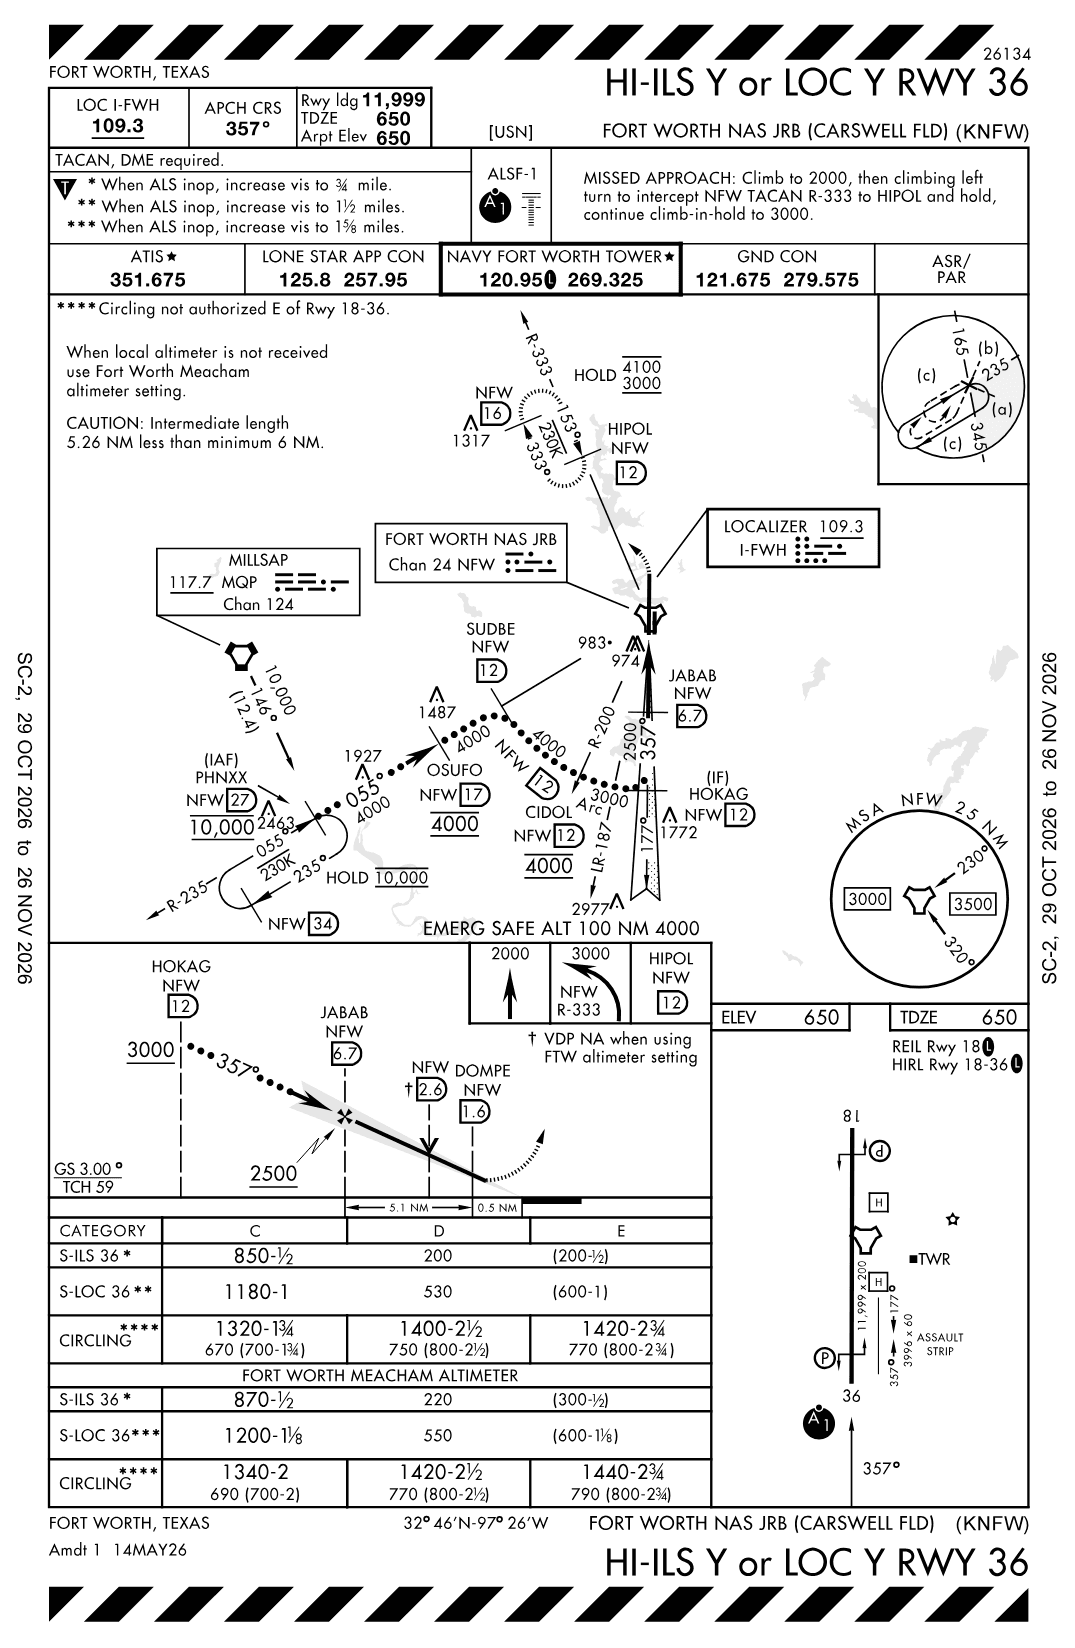 26134
FORT WORTH, TEXAS
HI-ILS Y or LOC Y RWY 36
LOC I-FWH
109.3
APCH CRS
357°
Rwy ldg 11,999
TDZE 650
Arpt Elev 650
[USN]
FORT WORTH NAS JRB (CARSWELL FLD) (KNFW)
TACAN, DME required.
T
* When ALS inop, increase vis to ¾ mile.
** When ALS inop, increase vis to 1½ miles.
*** When ALS inop, increase vis to 1⅝ miles.
ALSF-1
A1
MISSED APPROACH: Climb to 2000, then climbing left
turn to intercept NFW TACAN R-333 to HIPOL and hold,
continue climb-in-hold to 3000.
ATIS★
351.675
LONE STAR APP CON
125.8 257.95
NAVY FORT WORTH TOWER★
120.95 L 269.325
GND CON
121.675 279.575
ASR/
PAR
****Circling not authorized E of Rwy 18-36.
When local altimeter is not received
use Fort Worth Meacham
altimeter setting.
CAUTION: Intermediate length
5.26 NM less than minimum 6 NM.
R-333
HOLD 4100
3000
NFW
16
1317
153°
230K
333°
HIPOL
NFW
12
165
(b)
235
(c)
(a)
(c)
345
FORT WORTH NAS JRB
Chan 24 NFW
LOCALIZER 109.3
I-FWH
MILLSAP
117.7 MQP
Chan 124
10,000
146°
(12.4)
SUDBE
NFW
12
983
974
JABAB
NFW
6.7
1487
4000
R-200
2500
357°
4000
NFW
12
Arc
3000
1927
055°
4000
OSUFO
NFW 17
4000
(IAF)
PHNXX
NFW 27
10,000
2463
055°
230K
235°
HOLD 10,000
R-235
NFW 34
CIDOL
NFW 12
4000
LR-187
177°
(IF)
HOKAG
NFW 12
1772
2977
EMERG SAFE ALT 100 NM 4000
MSA NFW 25 NM
230°
3000
3500
320°
SC-2, 29 OCT 2026 to 26 NOV 2026
SC-2, 29 OCT 2026 to 26 NOV 2026
HOKAG
NFW
12
3000
357°
JABAB
NFW
6.7
2500
NFW
† 2.6
DOMPE
NFW
1.6
2000
3000
NFW
R-333
HIPOL
NFW
12
† VDP NA when using
FTW altimeter setting
GS 3.00°
TCH 59
5.1 NM
0.5 NM
ELEV 650
TDZE 650
REIL Rwy 18 L
HIRL Rwy 18-36 L
18
P
H
TWR
11,999 x 200
H
177°
357°
3996 x 60
ASSAULT
STRIP
P
36
A1
357°
CATEGORY C D E
S-ILS 36 * 850-½ 200 (200-½)
S-LOC 36 ** 1180-1 530 (600-1)
CIRCLING**** 1320-1¾ 1400-2½ 1420-2¾
670 (700-1¾) 750 (800-2½) 770 (800-2¾)
FORT WORTH MEACHAM ALTIMETER
S-ILS 36 * 870-½ 220 (300-½)
S-LOC 36*** 1200-1⅛ 550 (600-1⅛)
CIRCLING**** 1340-2 1420-2½ 1440-2¾
690 (700-2) 770 (800-2½) 790 (800-2¾)
FORT WORTH, TEXAS
32°46'N-97°26'W
FORT WORTH NAS JRB (CARSWELL FLD) (KNFW)
Amdt 1 14MAY26
HI-ILS Y or LOC Y RWY 36